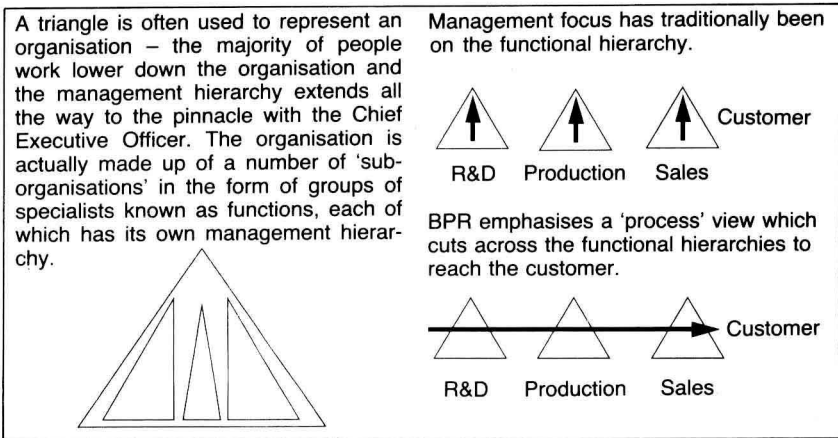 A triangle is often used to represent an
organisation – the majority of people
work lower down the organisation and
the management hierarchy extends all
the way to the pinnacle with the Chief
Executive Officer. The organisation is
actually made up of a number of 'sub-
organisations' in the form of groups of
specialists known as functions, each of
which has its own management hierar-
chy.
Management focus has traditionally been
on the functional hierarchy.
Customer
R&D Production Sales
BPR emphasises a 'process' view which
cuts across the functional hierarchies to
reach the customer.
Customer
R&D Production Sales